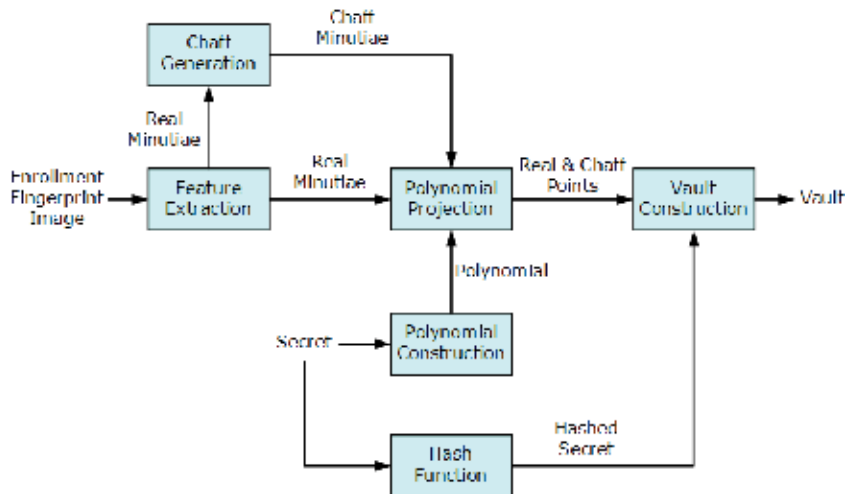 Chaff
Minutiae
Chaff
Generation
Real
Minutiae
Real
Minutiae
Real & Chaff
Points
Enrollment
Fingerprint
Image
Feature
Extraction
Polynomial
Projection
Vault
Construction
Vault
Polynomial
Secret
Polynomial
Construction
Hashed
Secret
Hash
Function